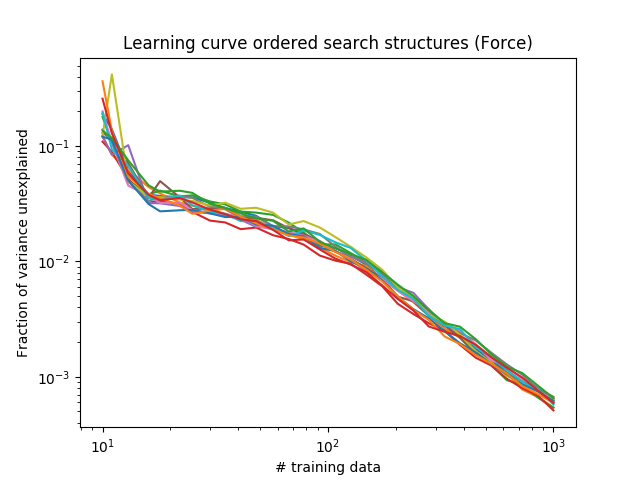 Learning curve ordered search structures (Force)
Fraction of variance unexplained
10⁻¹
10⁻²
10⁻³
10¹
10²
10³
# training data